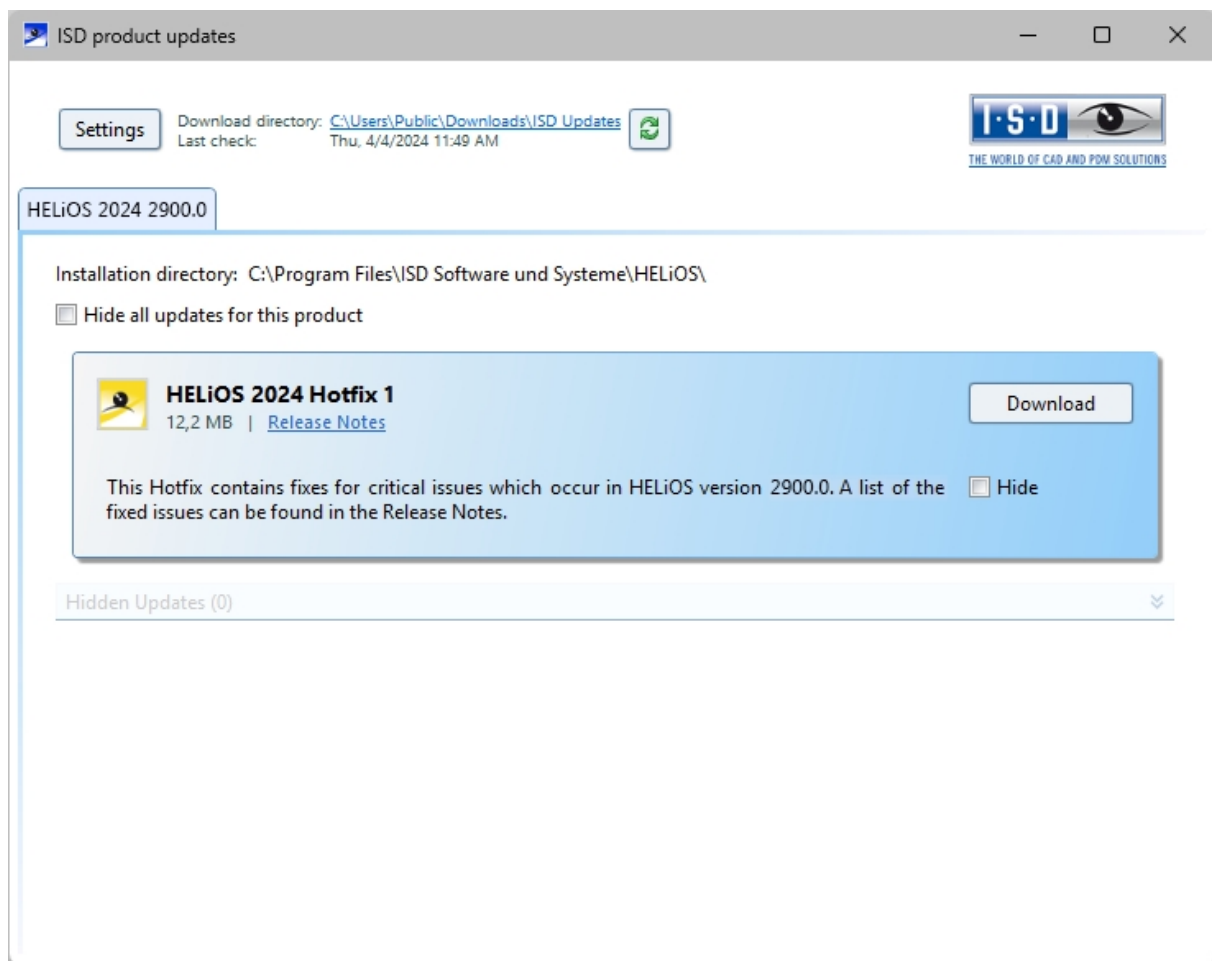 ISD product updates
Settings
Download directory: C:\Users\Public\Downloads\ISD Updates
Last check: Thu, 4/4/2024 11:49 AM
I·S·D
THE WORLD OF CAD AND PDM SOLUTIONS
HELiOS 2024 2900.0
Installation directory: C:\Program Files\ISD Software und Systeme\HELiOS\
Hide all updates for this product
HELiOS 2024 Hotfix 1
12,2 MB | Release Notes
Download
This Hotfix contains fixes for critical issues which occur in HELiOS version 2900.0. A list of the
fixed issues can be found in the Release Notes.
Hide
Hidden Updates (0)